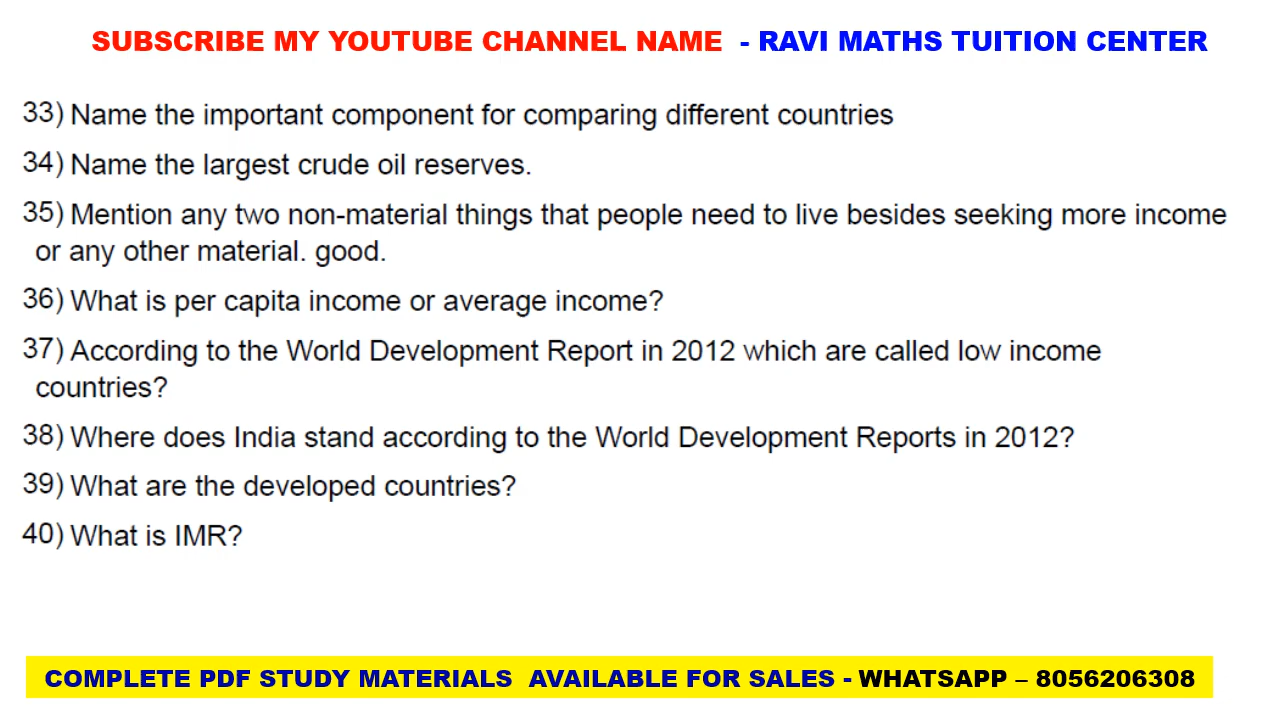 SUBSCRIBE MY YOUTUBE CHANNEL NAME - RAVI MATHS TUITION CENTER
33) Name the important component for comparing different countries
34) Name the largest crude oil reserves.
35) Mention any two non-material things that people need to live besides seeking more income
or any other material. good.
36) What is per capita income or average income?
37) According to the World Development Report in 2012 which are called low income
countries?
38) Where does India stand according to the World Development Reports in 2012?
39) What are the developed countries?
40) What is IMR?
COMPLETE PDF STUDY MATERIALS AVAILABLE FOR SALES - WHATSAPP – 8056206308